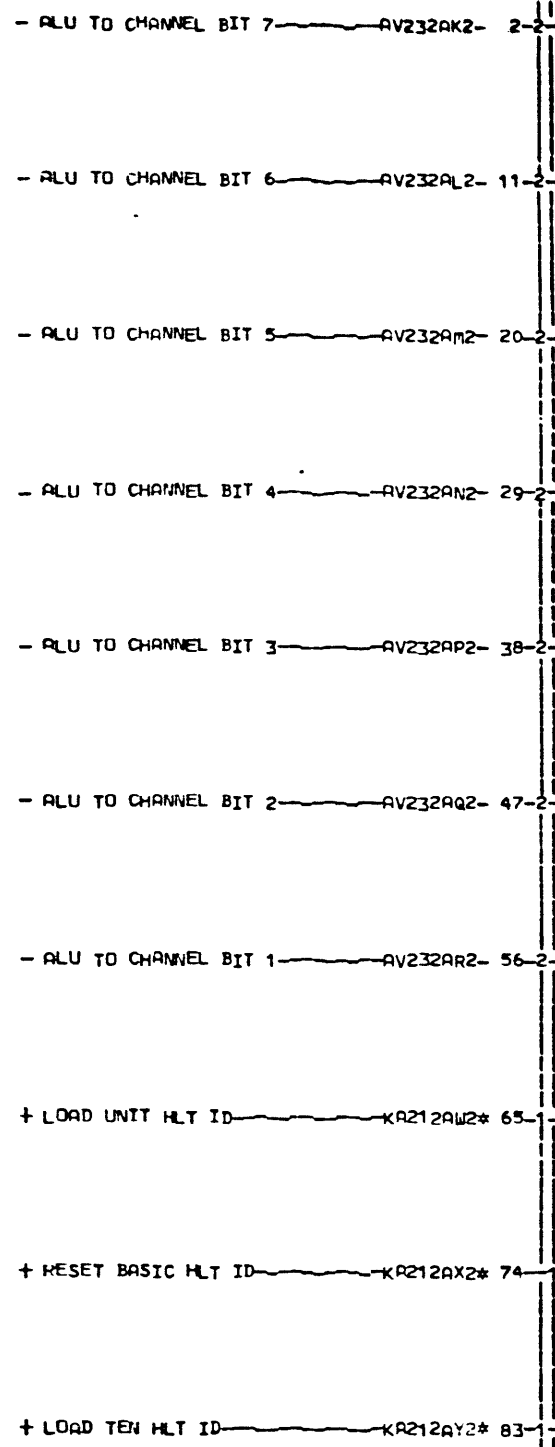 - ALU TO CHANNEL BIT 7 AV232AK2- 2-2-
- ALU TO CHANNEL BIT 6 AV232AL2- 11-2-
- ALU TO CHANNEL BIT 5 AV232AM2- 20-2-
- ALU TO CHANNEL BIT 4 AV232AN2- 29-2-
- ALU TO CHANNEL BIT 3 AV232AP2- 38-2-
- ALU TO CHANNEL BIT 2 AV232AQ2- 47-2-
- ALU TO CHANNEL BIT 1 AV232AR2- 56-2-
+ LOAD UNIT HLT ID KA212AW2* 65-1-
+ RESET BASIC HLT ID KA212AX2* 74-1
+ LOAD TEN HLT ID KA212AY2* 83-1-